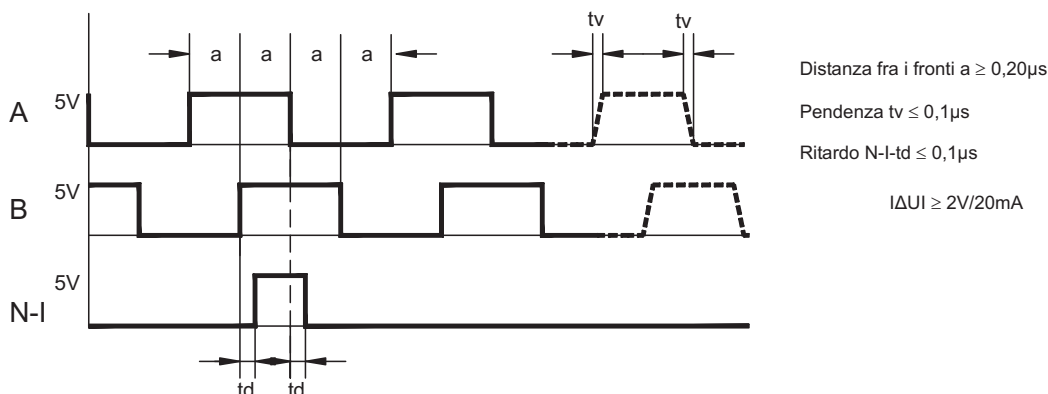 tv tv
a a a a
A 5V
B 5V
N-I 5V
td td
Distanza fra i fronti a ≥ 0,20µs
Pendenza tv ≤ 0,1µs
Ritardo N-I-td ≤ 0,1µs
IΔUI ≥ 2V/20mA